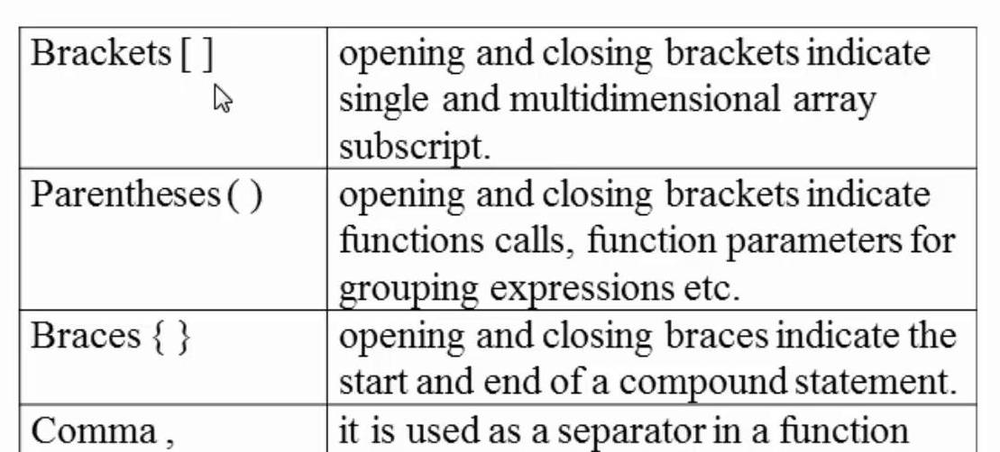 Brackets [ ]
opening and closing brackets indicate
single and multidimensional array
subscript.
Parentheses ( )
opening and closing brackets indicate
functions calls, function parameters for
grouping expressions etc.
Braces { }
opening and closing braces indicate the
start and end of a compound statement.
Comma ,
it is used as a separator in a function